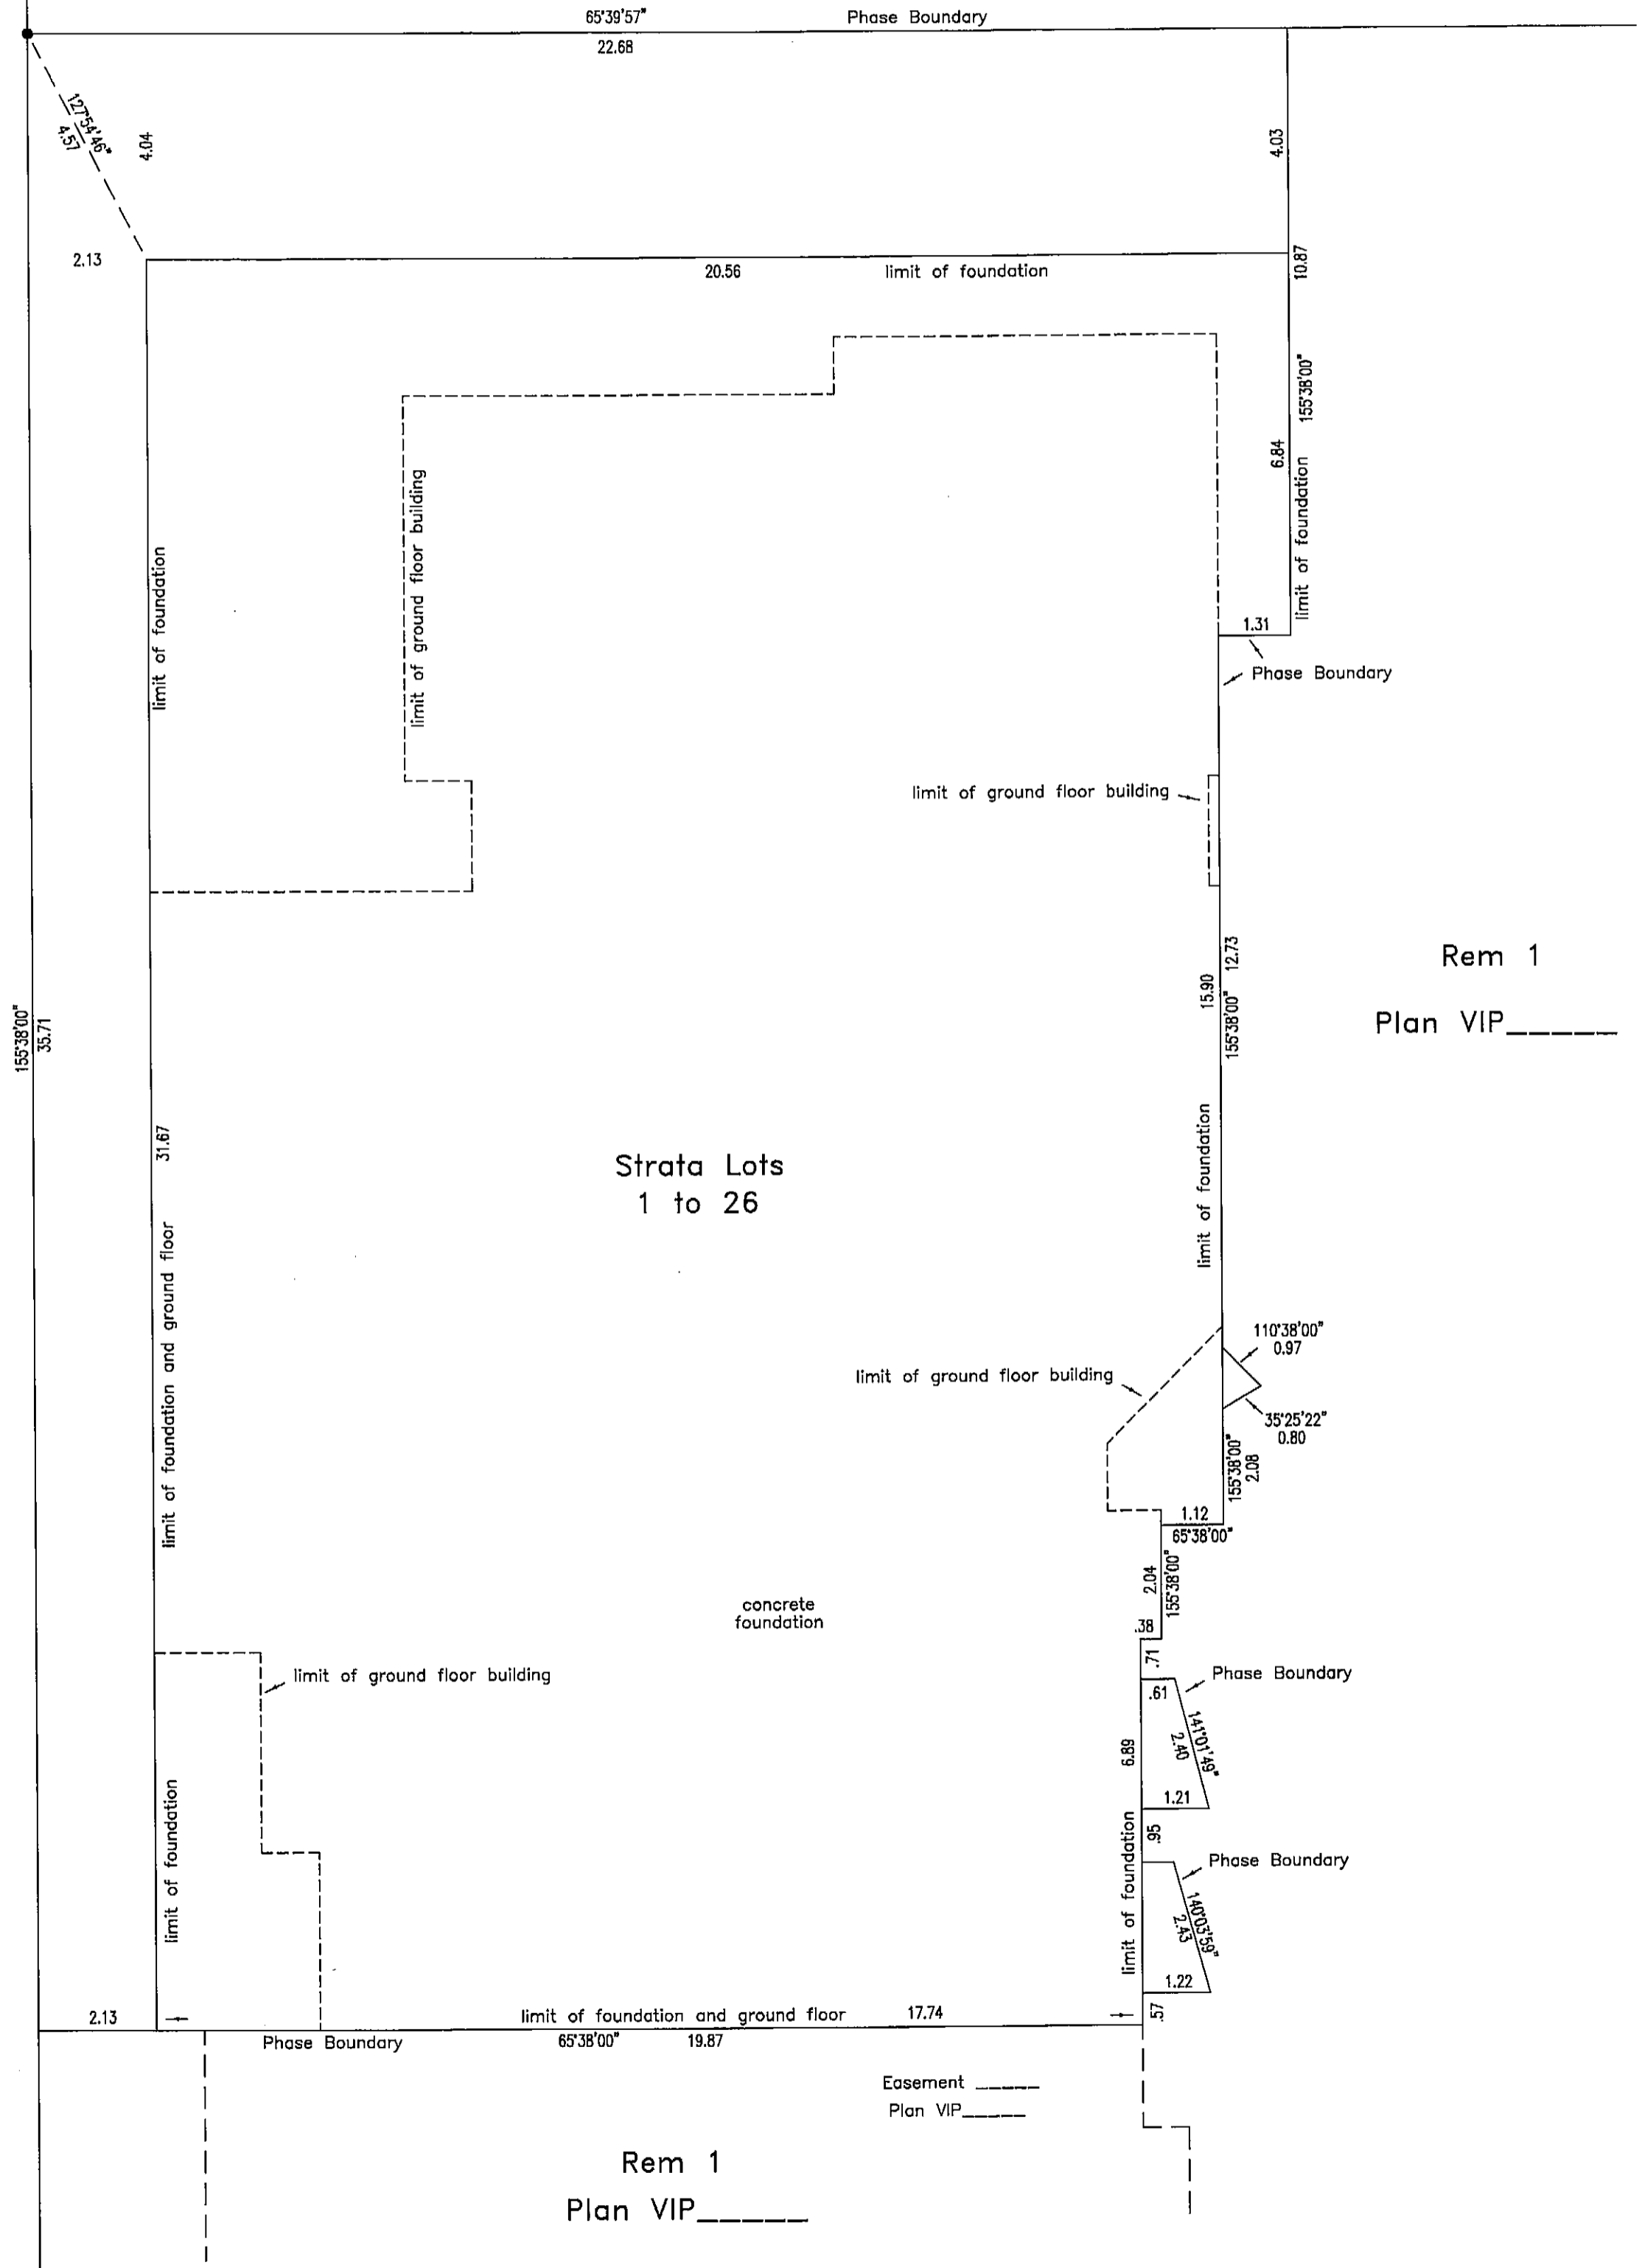 65°39'57" Phase Boundary
22.68
127°54'46"
4.57
4.04
4.03
2.13
20.56 limit of foundation
10.87
155°38'00"
6.84
limit of foundation
limit of ground floor building
limit of foundation
1.31
Phase Boundary
limit of ground floor building
12.73
15.90
155°38'00"
Rem 1
Plan VIP_____
155°38'00"
35.71
31.67
Strata Lots
1 to 26
limit of foundation
limit of foundation and ground floor
110°38'00"
0.97
limit of ground floor building
35°25'22"
0.80
155°38'00"
2.08
1.12
65°38'00"
2.04
155°38'00"
concrete
foundation
.38
.71
limit of ground floor building
Phase Boundary
.61
141°01'49"
2.40
6.89
1.21
limit of foundation
limit of foundation
.95
Phase Boundary
140°03'59"
2.43
1.22
.57
2.13
limit of foundation and ground floor 17.74
Phase Boundary 65°38'00" 19.87
Easement _____
Plan VIP_____
Rem 1
Plan VIP_____